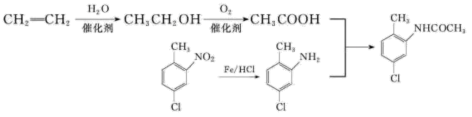 CH₂=CH₂ H₂O 催化剂 CH₃CH₂OH O₂ 催化剂 CH₃COOH
CH₃ NO₂ Cl Fe/HCl CH₃ NH₂ Cl
CH₃ NHCOCH₃ Cl